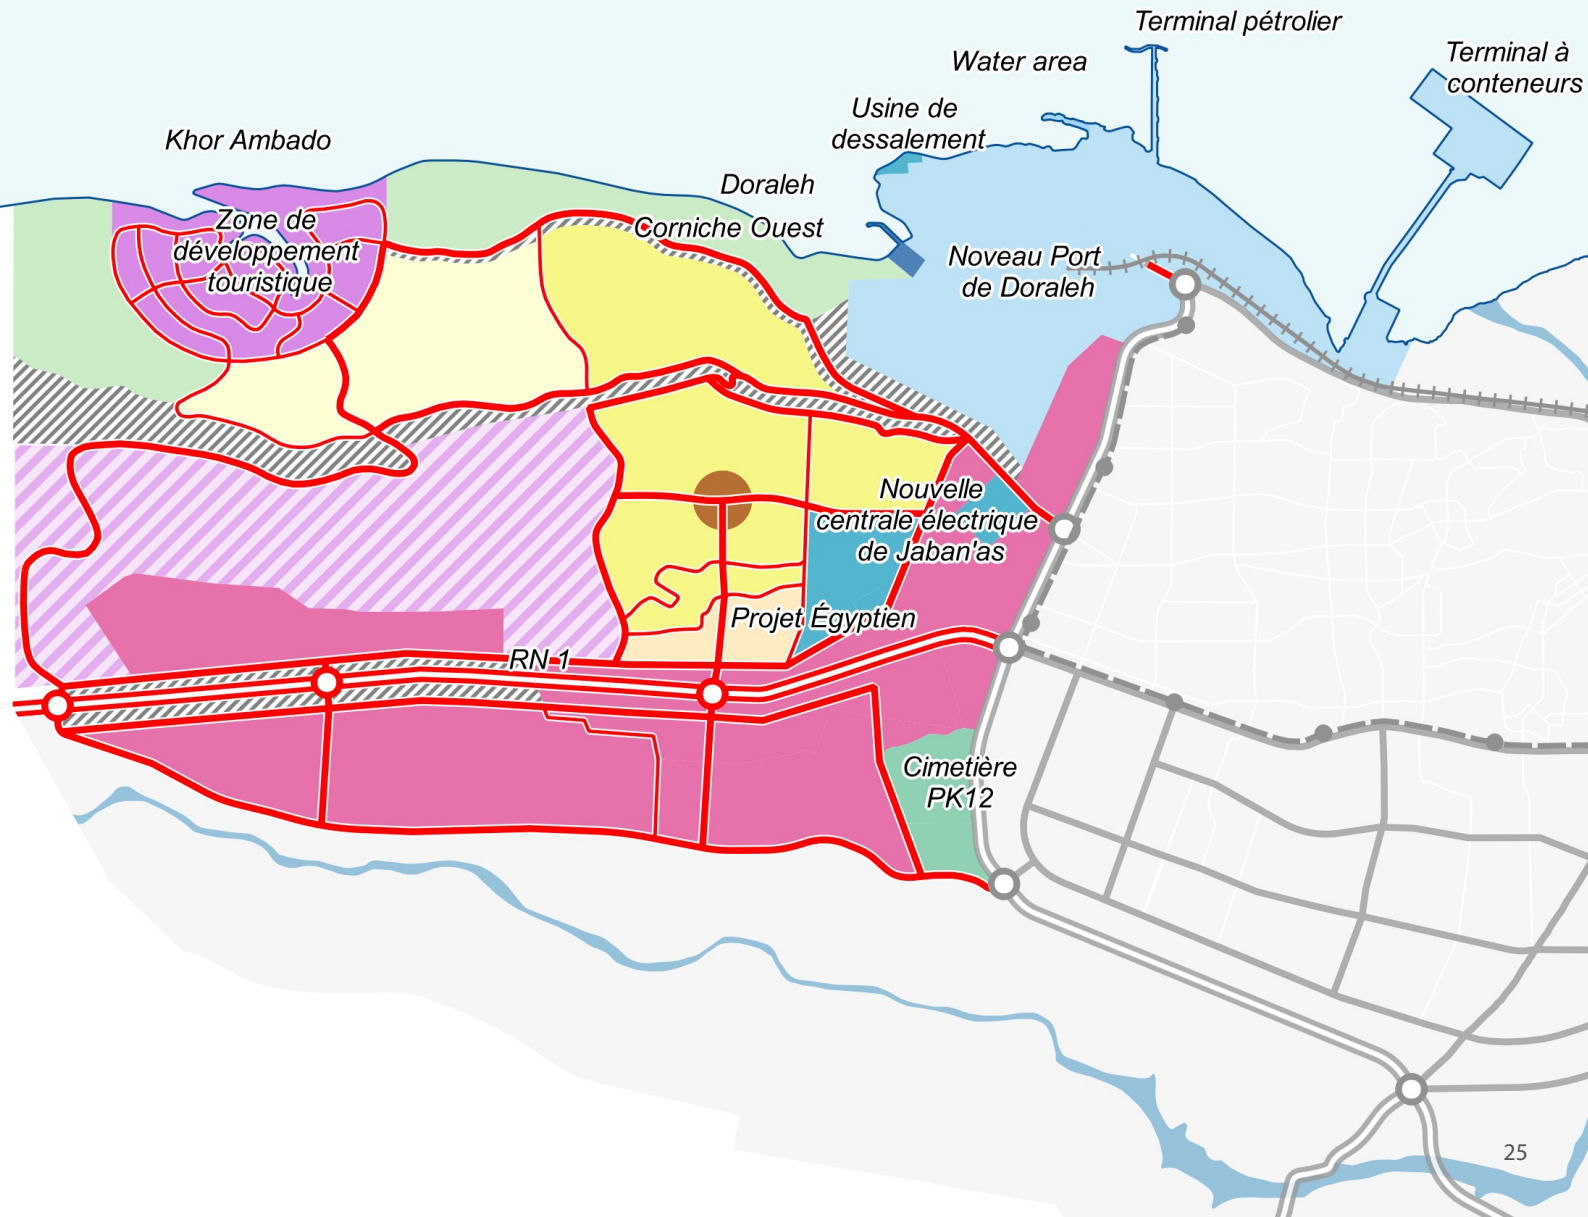 Terminal pétrolier
Water area
Terminal à
conteneurs
Usine de
dessalement
Khor Ambado
Doraleh
Corniche Ouest
Zone de
développement
touristique
Noveau Port
de Doraleh
Nouvelle
centrale électrique
de Jaban'as
Projet Égyptien
RN 1
Cimetière
PK12
25